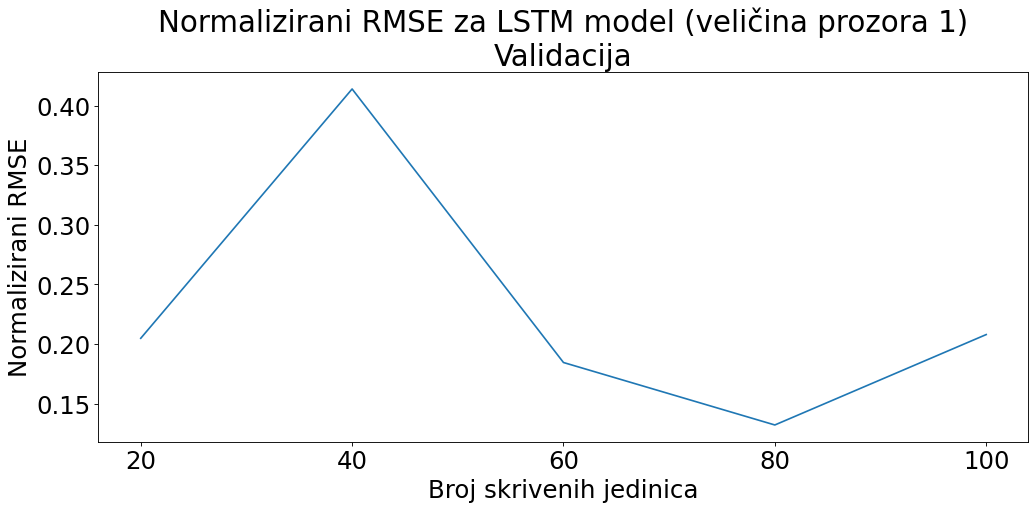 Normalizirani RMSE za LSTM model (veličina prozora 1)
Validacija
Normalizirani RMSE
0.40
0.35
0.30
0.25
0.20
0.15
20 40 60 80 100
Broj skrivenih jedinica